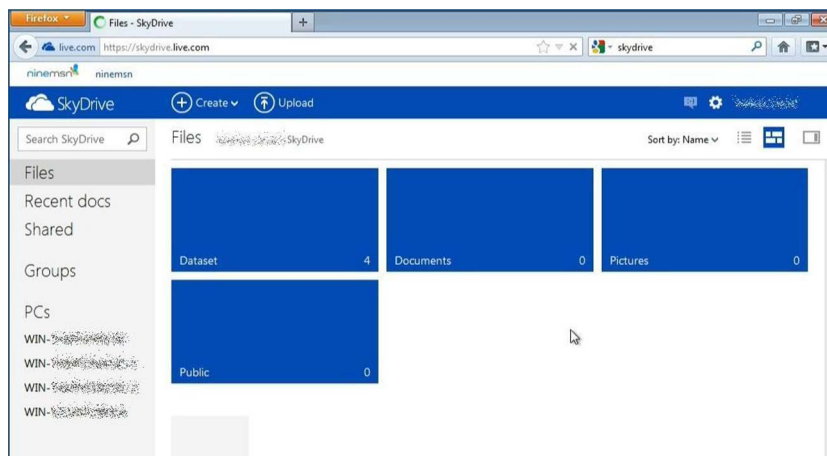 Firefox
Files - SkyDrive
live.com https://skydrive.live.com
skydrive
ninemsn ninemsn
SkyDrive Create Upload
Search SkyDrive
Files SkyDrive Sort by: Name
Files
Recent docs
Shared
Groups
PCs
WIN-
WIN-
WIN-
WIN-
Dataset 4 Documents 0 Pictures 0
Public 0